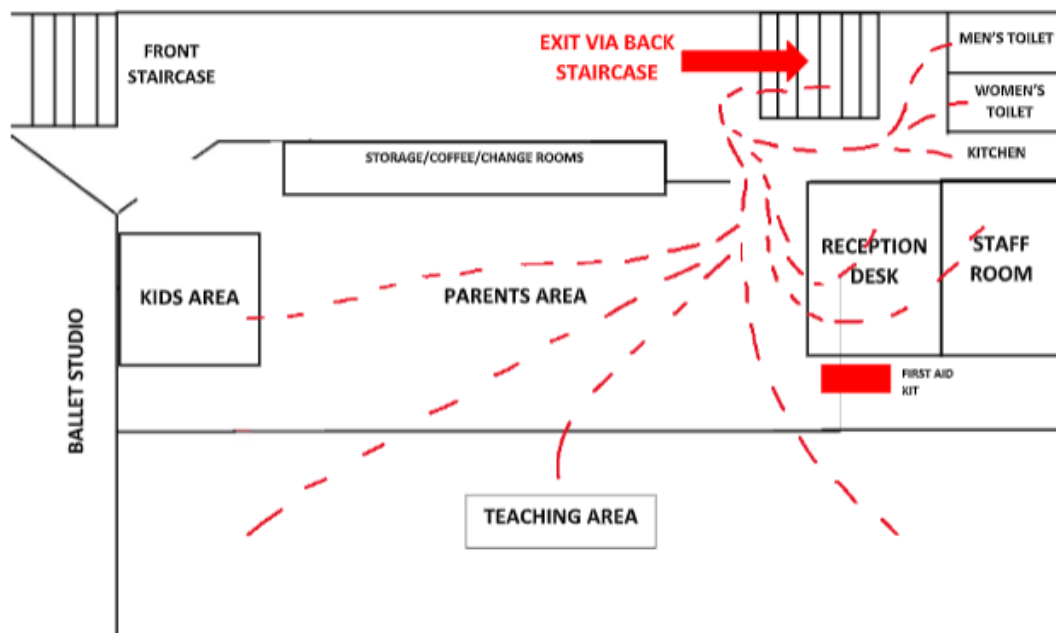 FRONT
STAIRCASE
EXIT VIA BACK
STAIRCASE
MEN'S TOILET
WOMEN'S
TOILET
KITCHEN
STORAGE/COFFEE/CHANGE ROOMS
KIDS AREA
PARENTS AREA
RECEPTION
DESK
STAFF
ROOM
FIRST AID
KIT
BALLET STUDIO
TEACHING AREA